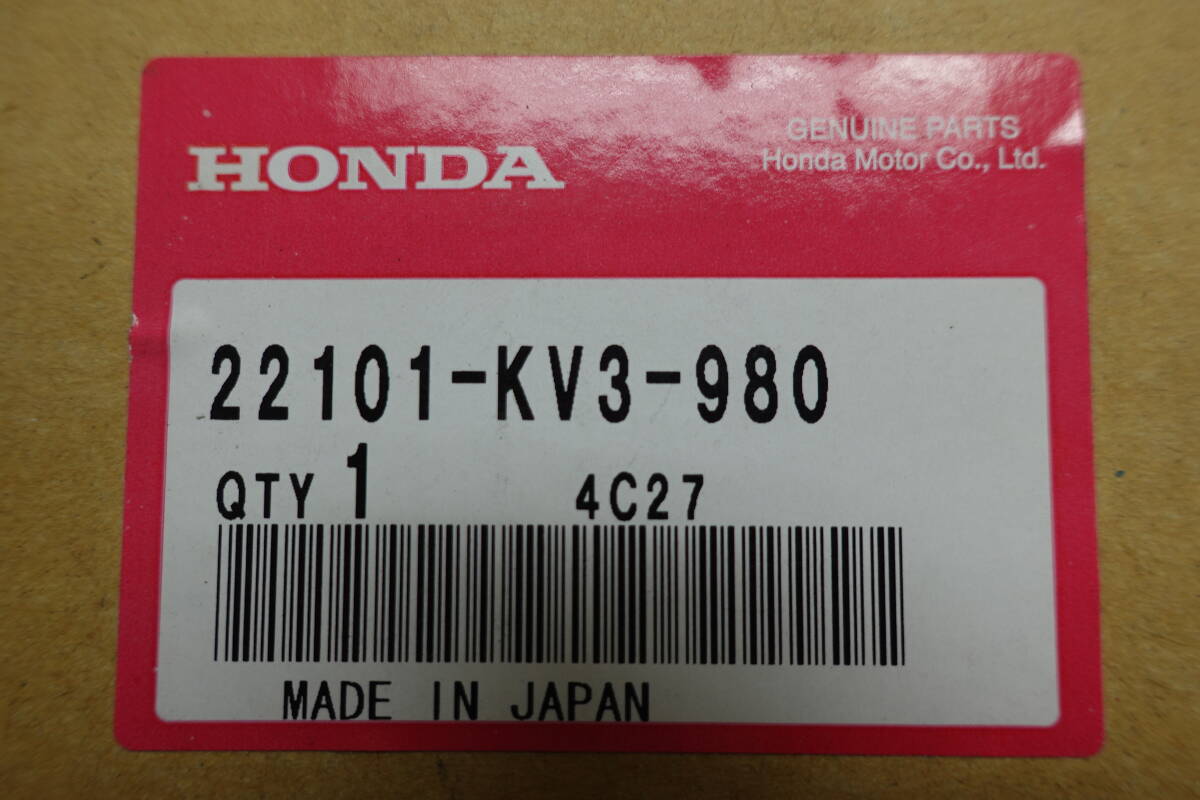 HONDA
GENUINE PARTS
Honda Motor Co., Ltd.
22101-KV3-980
QTY 1 4C27
MADE IN JAPAN